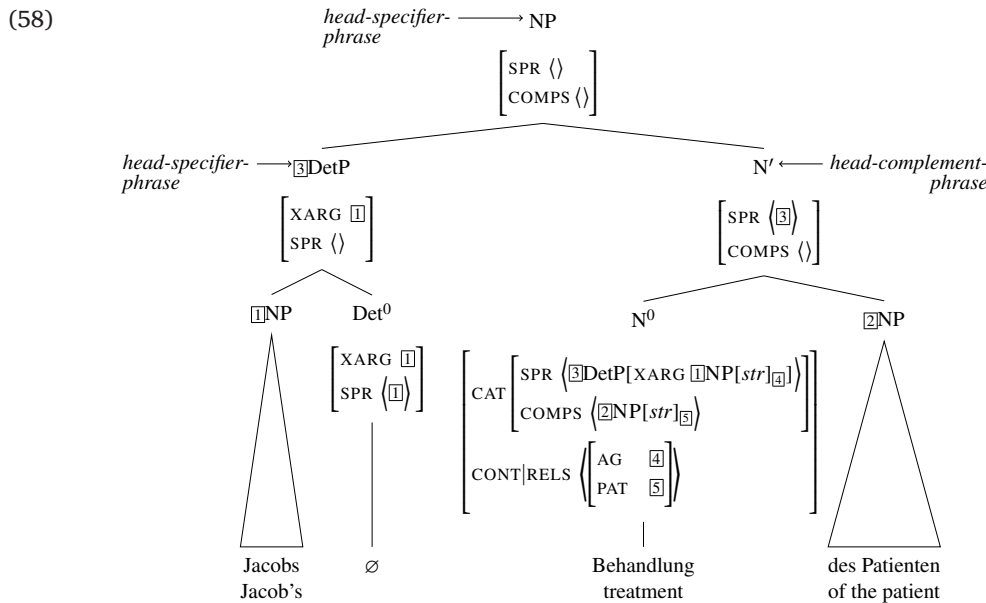 (58)
head-specifier-phrase → NP
[SPR ⟨⟩
COMPS ⟨⟩]
head-specifier-phrase → [3]DetP
N′ ← head-complement-phrase
[XARG [1]
SPR ⟨⟩]
[SPR ⟨[3]⟩
COMPS ⟨⟩]
[1]NP Det⁰ N⁰ [2]NP
[XARG [1]
SPR ⟨[1]⟩]
[CAT [SPR ⟨[3]DetP[XARG [1]NP[str]_[4]]⟩
COMPS ⟨[2]NP[str]_[5]⟩]
CONT|RELS ⟨[AG [4]
PAT [5]]⟩]
Jacobs ∅ Behandlung des Patienten
Jacob's treatment of the patient